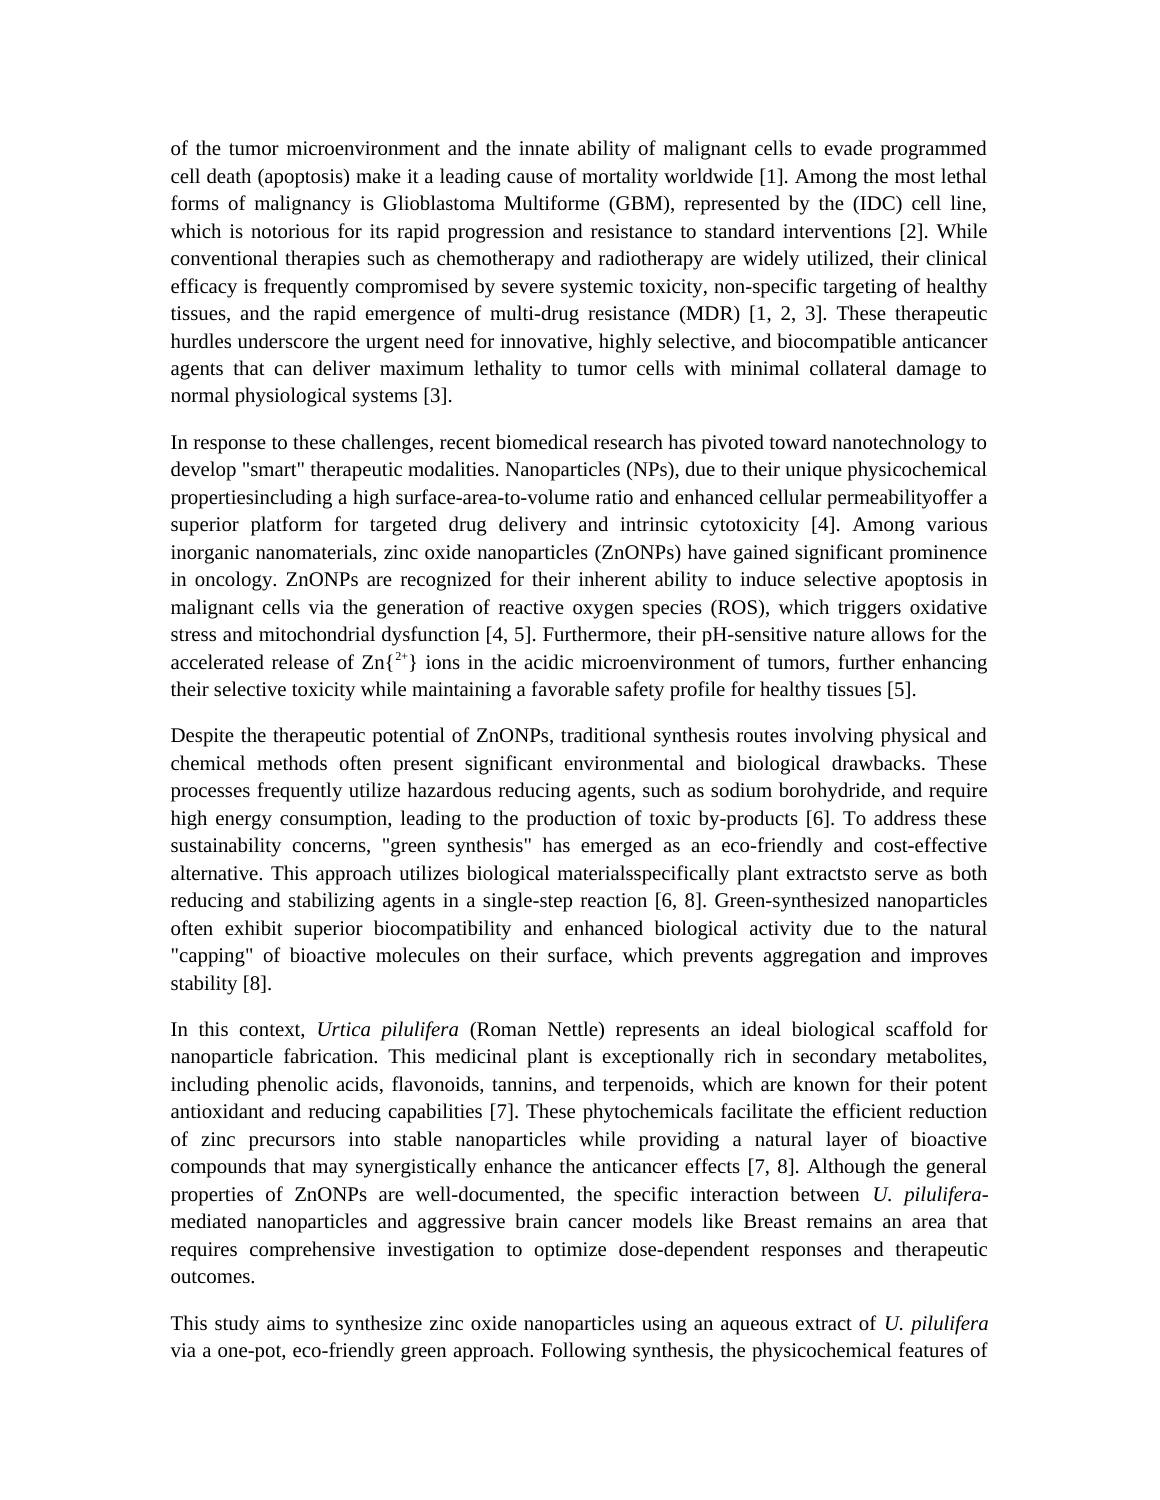 of the tumor microenvironment and the innate ability of malignant cells to evade programmed
cell death (apoptosis) make it a leading cause of mortality worldwide [1]. Among the most lethal
forms of malignancy is Glioblastoma Multiforme (GBM), represented by the (IDC) cell line,
which is notorious for its rapid progression and resistance to standard interventions [2]. While
conventional therapies such as chemotherapy and radiotherapy are widely utilized, their clinical
efficacy is frequently compromised by severe systemic toxicity, non-specific targeting of healthy
tissues, and the rapid emergence of multi-drug resistance (MDR) [1, 2, 3]. These therapeutic
hurdles underscore the urgent need for innovative, highly selective, and biocompatible anticancer
agents that can deliver maximum lethality to tumor cells with minimal collateral damage to
normal physiological systems [3].
In response to these challenges, recent biomedical research has pivoted toward nanotechnology to
develop "smart" therapeutic modalities. Nanoparticles (NPs), due to their unique physicochemical
propertiesincluding a high surface-area-to-volume ratio and enhanced cellular permeabilityoffer a
superior platform for targeted drug delivery and intrinsic cytotoxicity [4]. Among various
inorganic nanomaterials, zinc oxide nanoparticles (ZnONPs) have gained significant prominence
in oncology. ZnONPs are recognized for their inherent ability to induce selective apoptosis in
malignant cells via the generation of reactive oxygen species (ROS), which triggers oxidative
stress and mitochondrial dysfunction [4, 5]. Furthermore, their pH-sensitive nature allows for the
accelerated release of Zn{²⁺} ions in the acidic microenvironment of tumors, further enhancing
their selective toxicity while maintaining a favorable safety profile for healthy tissues [5].
Despite the therapeutic potential of ZnONPs, traditional synthesis routes involving physical and
chemical methods often present significant environmental and biological drawbacks. These
processes frequently utilize hazardous reducing agents, such as sodium borohydride, and require
high energy consumption, leading to the production of toxic by-products [6]. To address these
sustainability concerns, "green synthesis" has emerged as an eco-friendly and cost-effective
alternative. This approach utilizes biological materialsspecifically plant extractsto serve as both
reducing and stabilizing agents in a single-step reaction [6, 8]. Green-synthesized nanoparticles
often exhibit superior biocompatibility and enhanced biological activity due to the natural
"capping" of bioactive molecules on their surface, which prevents aggregation and improves
stability [8].
In this context, Urtica pilulifera (Roman Nettle) represents an ideal biological scaffold for
nanoparticle fabrication. This medicinal plant is exceptionally rich in secondary metabolites,
including phenolic acids, flavonoids, tannins, and terpenoids, which are known for their potent
antioxidant and reducing capabilities [7]. These phytochemicals facilitate the efficient reduction
of zinc precursors into stable nanoparticles while providing a natural layer of bioactive
compounds that may synergistically enhance the anticancer effects [7, 8]. Although the general
properties of ZnONPs are well-documented, the specific interaction between U. pilulifera-
mediated nanoparticles and aggressive brain cancer models like Breast remains an area that
requires comprehensive investigation to optimize dose-dependent responses and therapeutic
outcomes.
This study aims to synthesize zinc oxide nanoparticles using an aqueous extract of U. pilulifera
via a one-pot, eco-friendly green approach. Following synthesis, the physicochemical features of